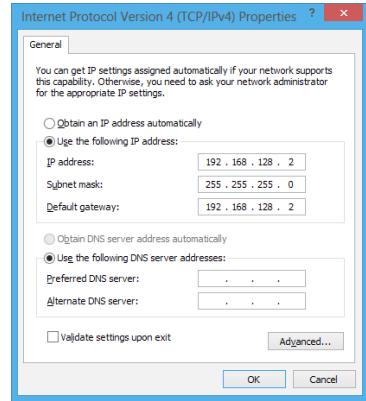 Internet Protocol Version 4 (TCP/IPv4) Properties ? ×
General
You can get IP settings assigned automatically if your network supports
this capability. Otherwise, you need to ask your network administrator
for the appropriate IP settings.
Obtain an IP address automatically
Use the following IP address:
IP address: 192 . 168 . 128 . 2
Subnet mask: 255 . 255 . 255 . 0
Default gateway: 192 . 168 . 128 . 2
Obtain DNS server address automatically
Use the following DNS server addresses:
Preferred DNS server: . . .
Alternate DNS server: . . .
Validate settings upon exit
Advanced...
OK Cancel